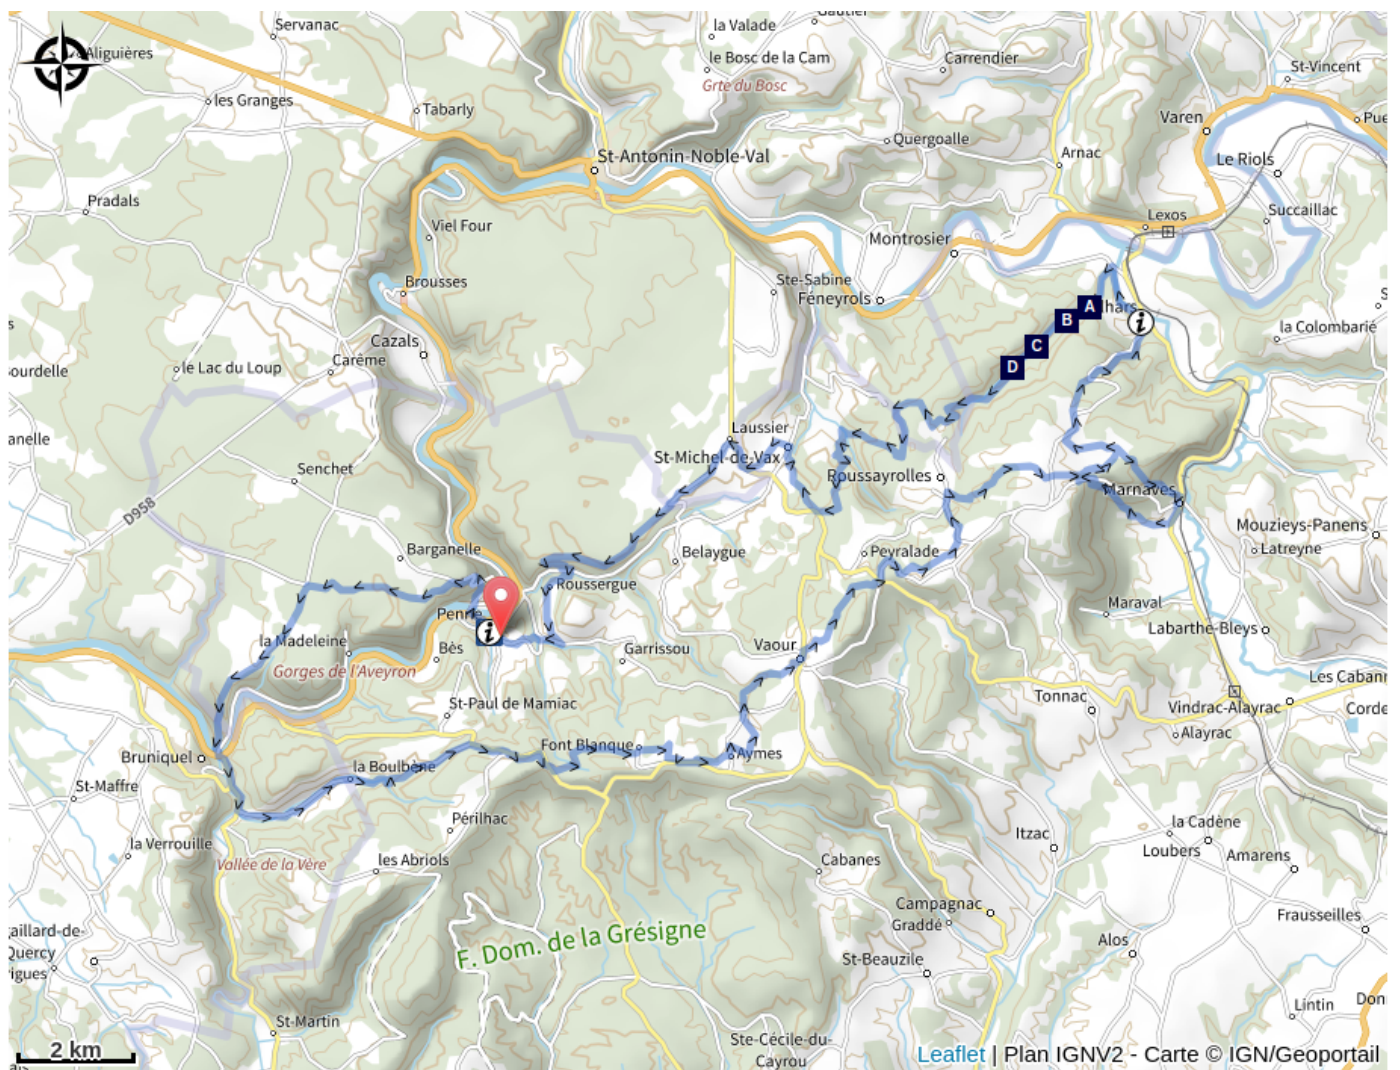 Servanac
la Valade
Gautier
Aliguières
le Bosc de la Cam
Carrendier
St-Vincent
Grte du Bosc
les Granges
Tabarly
Varen
Pue
Quergoalle
Arnac
St-Antonin-Noble-Val
Le Riols
Pradals
Lexos
Succaillac
Viel Four
Montrosier
Brousses
Ste-Sabine
Féneyrols
A
lhars
B
i
la Colombarié
Cazals
C
Carême
le Lac du Loup
D
ourdelle
anelle
Laussier
St-Michel-de-Vax
Senchet
Roussayrolles
Marnaves
D958
Mouzieys-Panens
Barganelle
Belaygue
Peyralade
Latreyne
Roussergue
Penne
Maraval
i
la Madeleine
Bès
Garrissou
Vaour
Labarthe-Bleys
Gorges de l'Aveyron
Les Cabann
Tonnac
St-Paul de Mamiac
Vindrac-Alayrac
Corde
Font Blanque
Alayrac
Bruniquel
Aymes
la Boulbène
St-Maffre
Périlhac
la Cadène
Itzac
la Verrouille
Loubers
Amarens
Vallée de la Vère
les Abriols
Cabanes
Campagnac
Frausseilles
Graddé
aillard-de-
Quercy
F. Dom. de la Grésigne
Alos
rigues
St-Beauzile
Lintin
Don
St-Martin
Ste-Cécile-du-
Cayrou
2 km
Leaflet | Plan IGNV2 - Carte © IGN/Geoportail